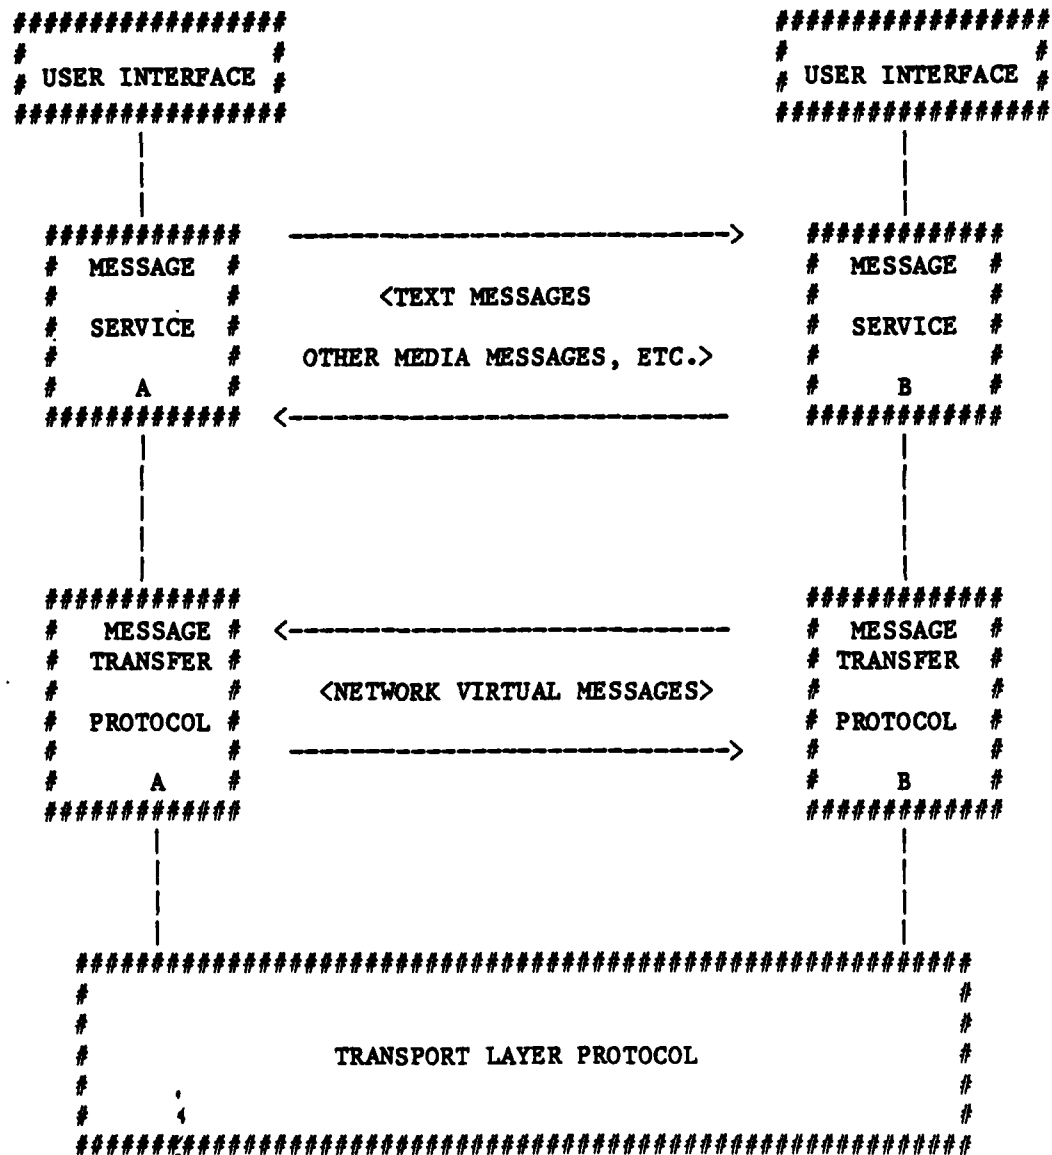 USER INTERFACE USER INTERFACE
MESSAGE MESSAGE
<TEXT MESSAGES
SERVICE SERVICE
OTHER MEDIA MESSAGES, ETC.>
A B
MESSAGE MESSAGE
TRANSFER TRANSFER
<NETWORK VIRTUAL MESSAGES>
PROTOCOL PROTOCOL
A B
TRANSPORT LAYER PROTOCOL